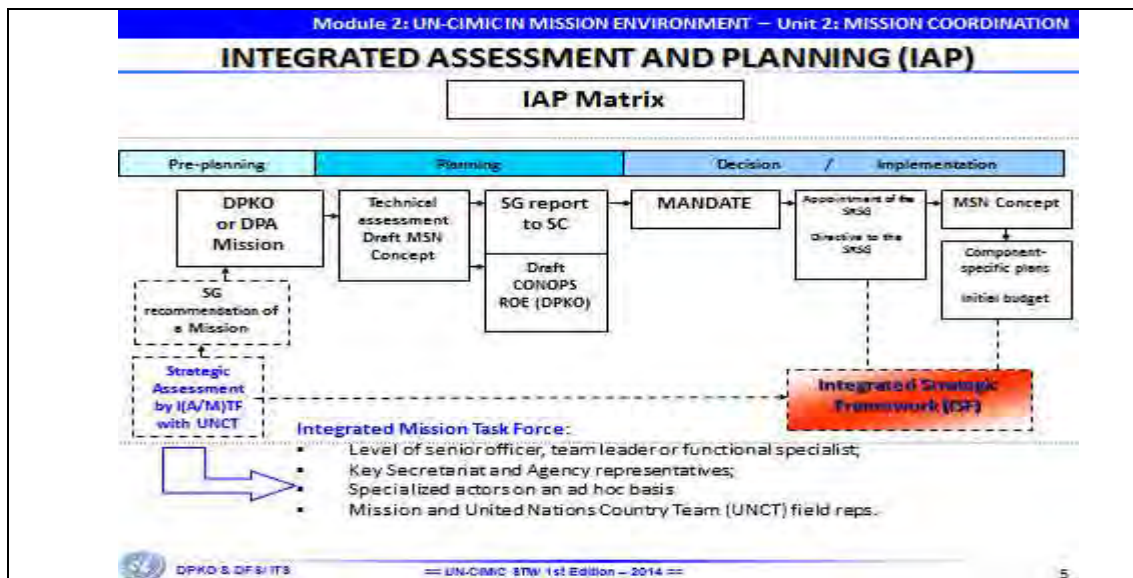 Module 2: UN-CIMIC IN MISSION ENVIRONMENT – Unit 2: MISSION COORDINATION
INTEGRATED ASSESSMENT AND PLANNING (IAP)
IAP Matrix
Pre-planning
Planning
Decision / Implementation
DPKO
or DPA
Mission
Technical
assessment
Draft MSN
Concept
SG report
to SC
Draft
CONOPS
ROE (DPKO)
MANDATE
Appointment of the
SRSG
Directive to the
SRSG
MSN Concept
Component-
specific plans
Initial budget
SG
recommendation of
a Mission
Strategic
Assessment
by I(A/M)TF
with UNCT
Integrated Strategic
Framework (ISF)
Integrated Mission Task Force:
▪ Level of senior officer, team leader or functional specialist;
▪ Key Secretariat and Agency representatives;
▪ Specialized actors on an ad hoc basis
▪ Mission and United Nations Country Team (UNCT) field reps.
DPKO & DFS/ ITS
== UN-CIMIC STM 1st Edition – 2014 ==
5